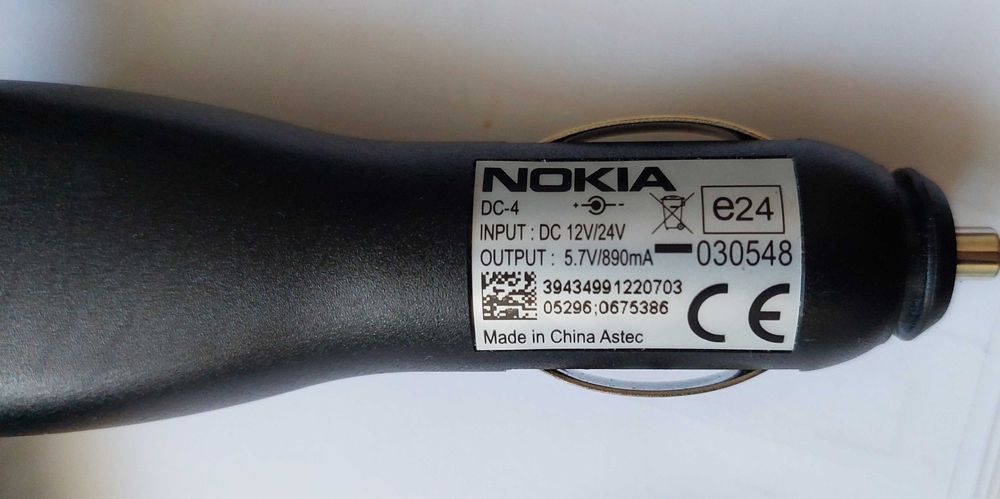 NOKIA
DC-4 + -
e24
INPUT : DC 12V/24V
OUTPUT : 5.7V/890mA
030548
39434991220703
05296;0675386
CE
Made in China Astec